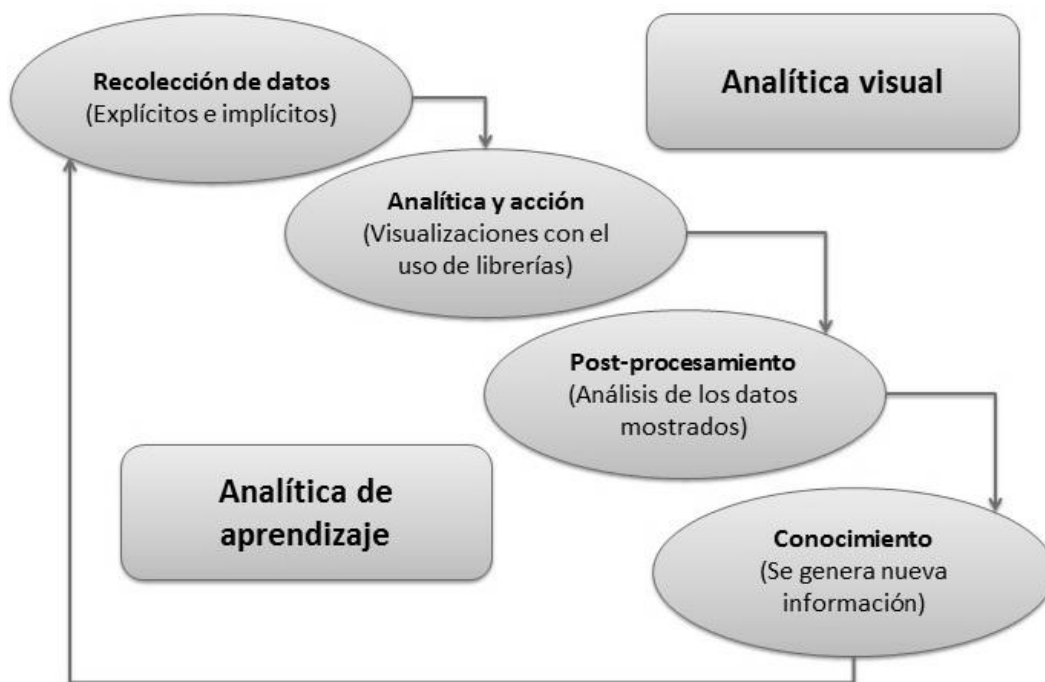 Recolección de datos
(Explícitos e implícitos)
Analítica visual
Analítica y acción
(Visualizaciones con el
uso de librerías)
Post-procesamiento
(Análisis de los datos
mostrados)
Analítica de
aprendizaje
Conocimiento
(Se genera nueva
información)